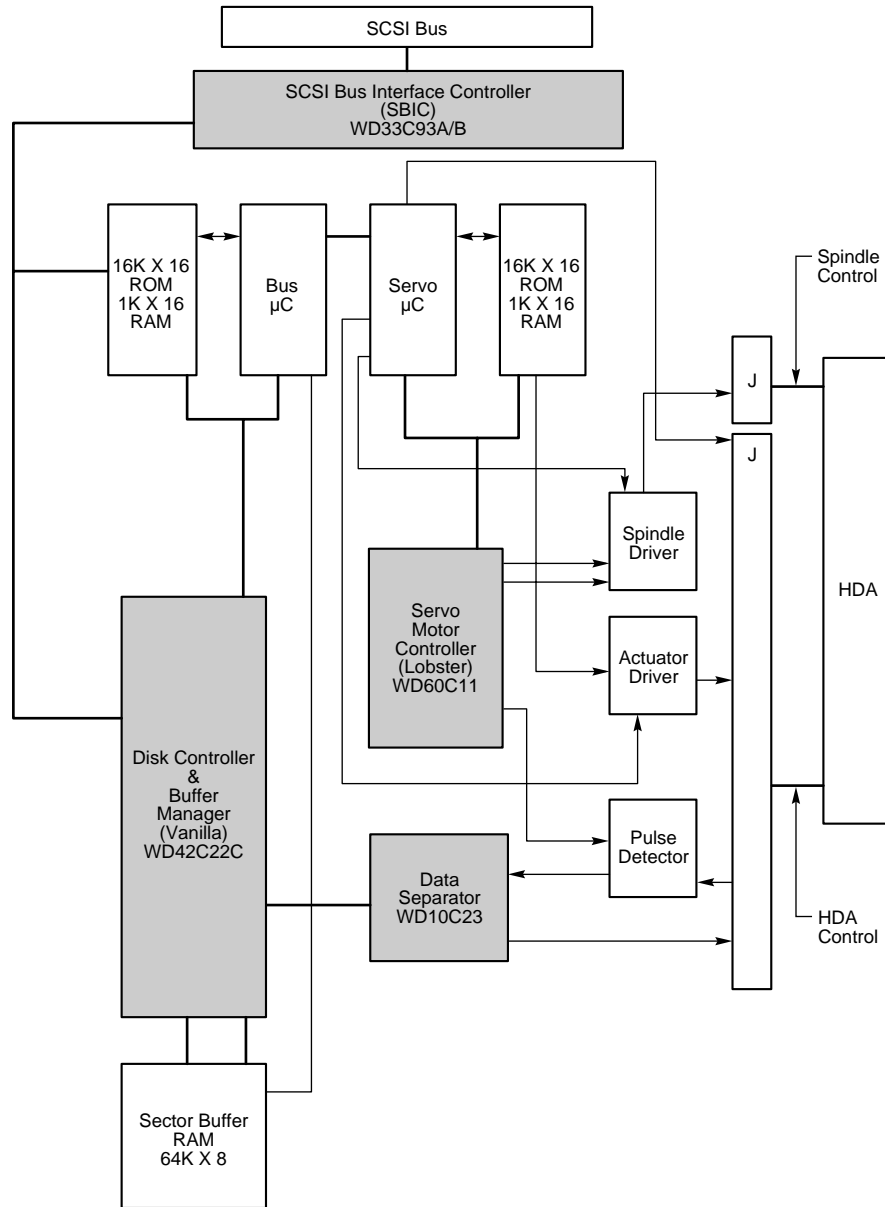 SCSI Bus
SCSI Bus Interface Controller
(SBIC)
WD33C93A/B
16K X 16
ROM
1K X 16
RAM
Bus
µC
Servo
µC
16K X 16
ROM
1K X 16
RAM
Spindle
Control
J
J
HDA
Spindle
Driver
Servo
Motor
Controller
(Lobster)
WD60C11
Actuator
Driver
Disk Controller
&
Buffer
Manager
(Vanilla)
WD42C22C
Pulse
Detector
Data
Separator
WD10C23
HDA
Control
Sector Buffer
RAM
64K X 8